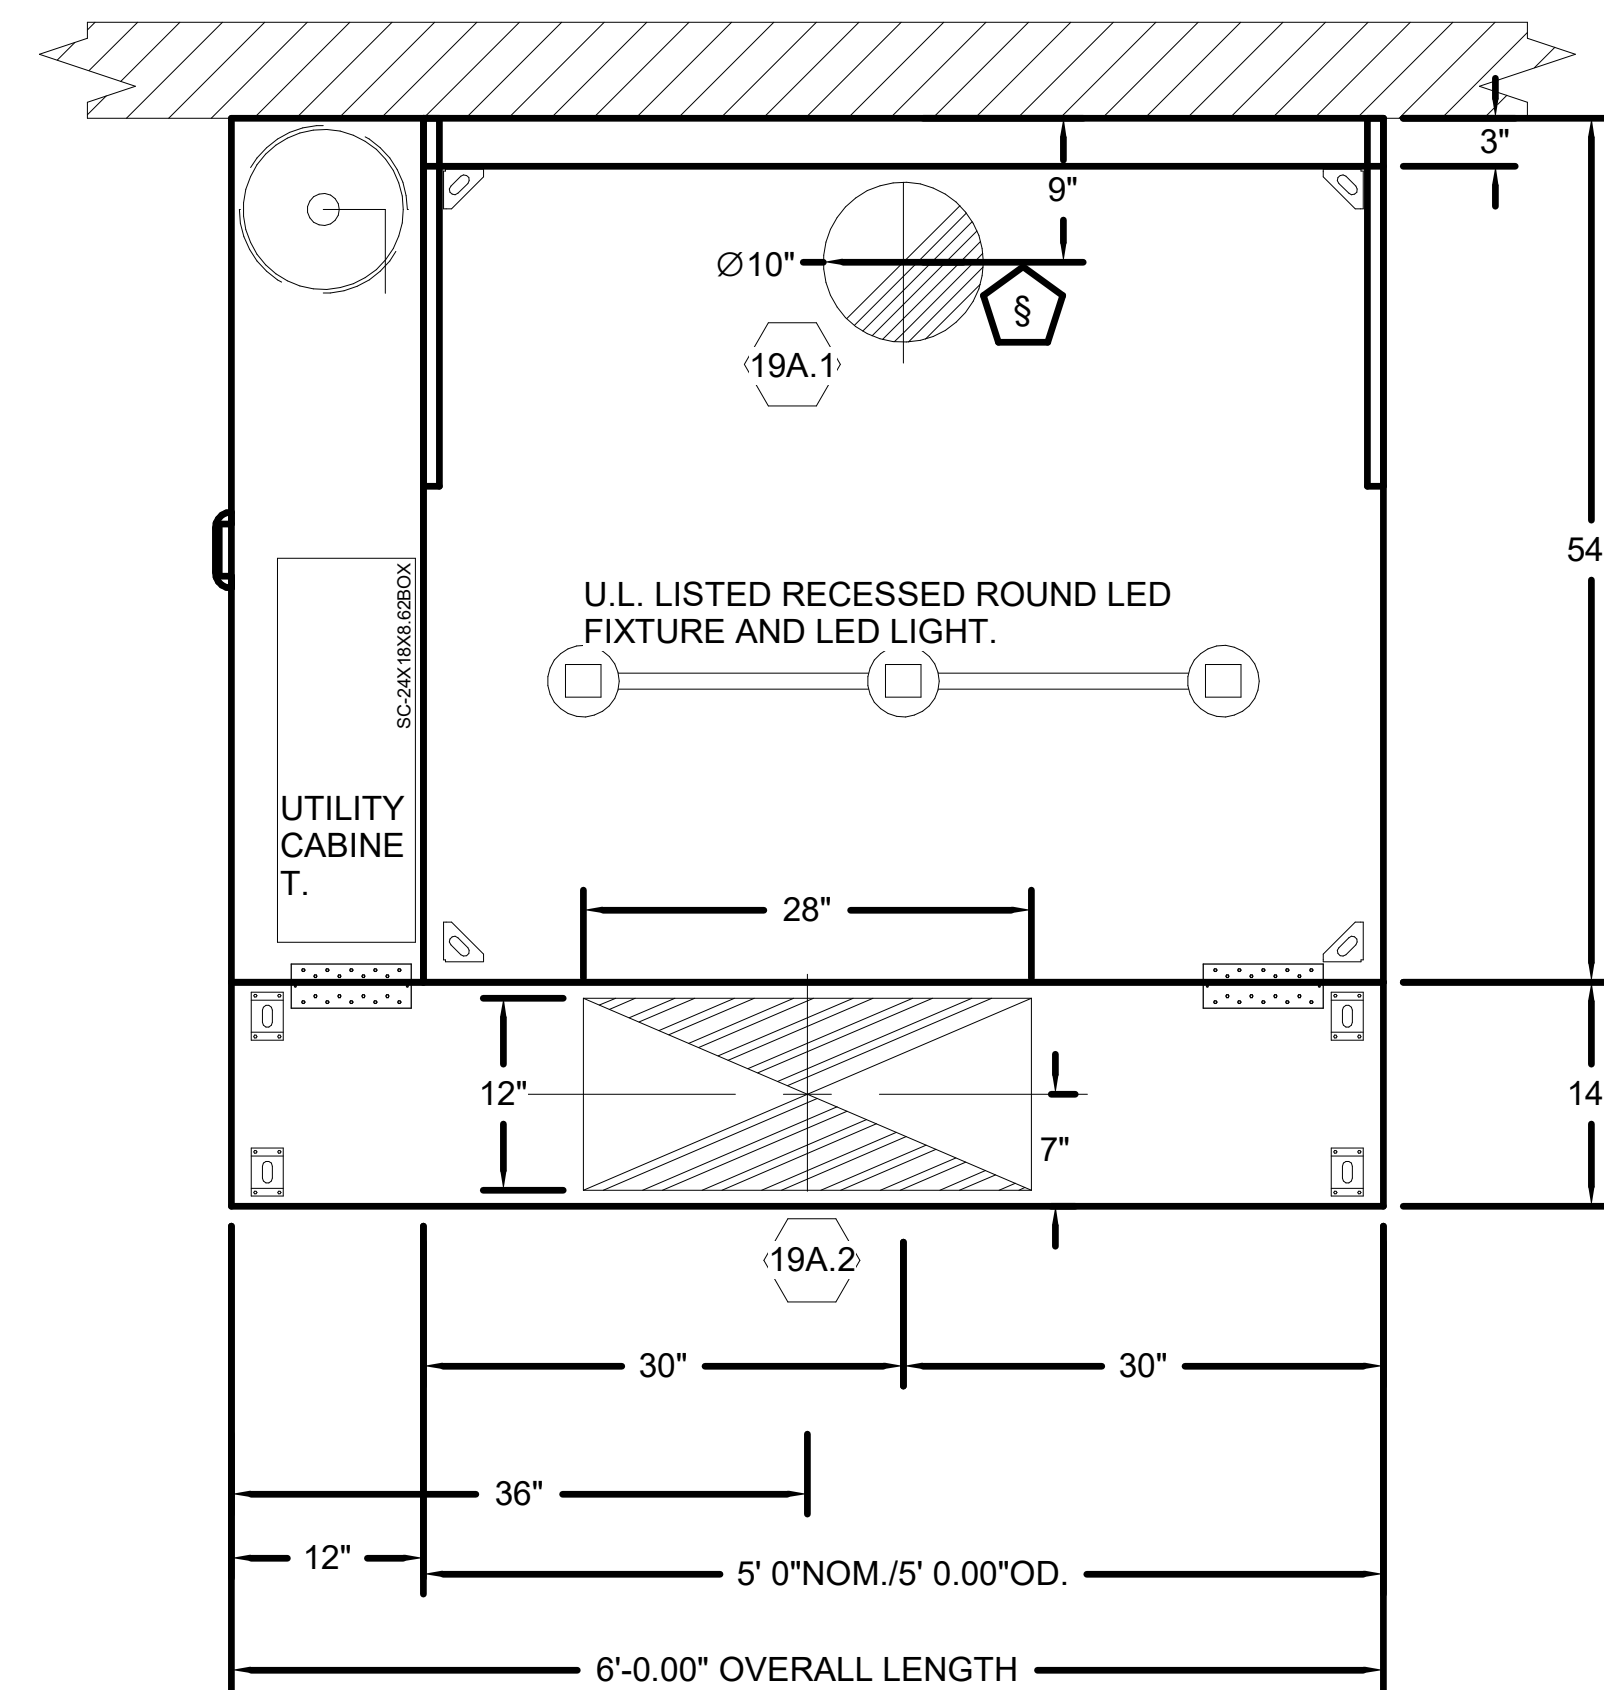 3"
9"
Ø10"
§
19A.1
54
U.L. LISTED RECESSED ROUND LED
FIXTURE AND LED LIGHT.
SC-24X18X8.62BOX
UTILITY
CABINE
T.
28"
12"
14
7"
19A.2
30"
30"
36"
12"
5' 0"NOM./5' 0.00"OD.
6'-0.00" OVERALL LENGTH